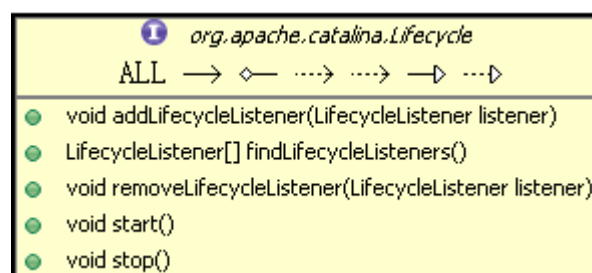 I org.apache.catalina.Lifecycle
ALL
void addLifecycleListener(LifecycleListener listener)
LifecycleListener[] findLifecycleListeners()
void removeLifecycleListener(LifecycleListener listener)
void start()
void stop()